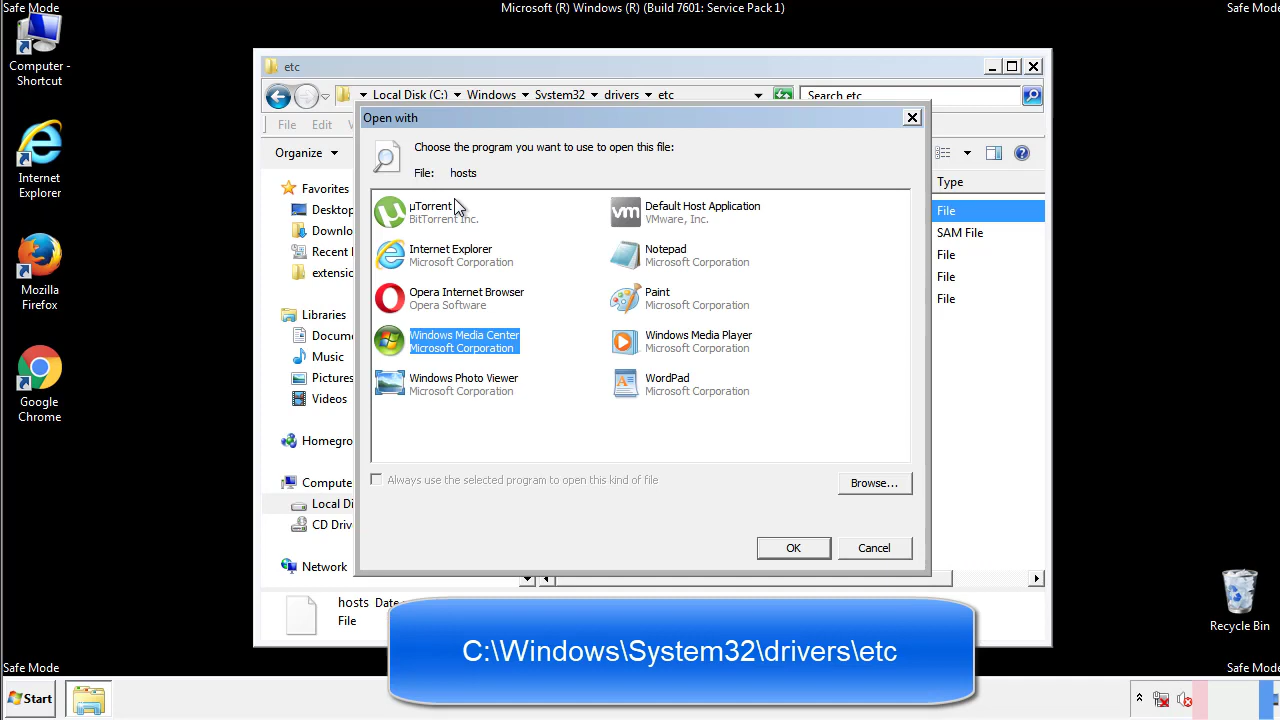 Safe Mode
Microsoft (R) Windows (R) (Build 7601: Service Pack 1)
Safe Mode
Computer -
Shortcut
Internet
Explorer
Mozilla
Firefox
Google
Chrome
etc
Local Disk (C:) Windows System32 drivers etc
Search etc
File Edit
Organize
Favorites
Desktop
Downlo
Recent
extensio
Libraries
Docume
Music
Pictures
Videos
Homegro
Compute
Local Di
CD Driv
Network
Type
File
SAM File
File
File
File
Open with
Choose the program you want to use to open this file:
File: hosts
µTorrent
BitTorrent Inc.
Default Host Application
VMware, Inc.
Internet Explorer
Microsoft Corporation
Notepad
Microsoft Corporation
Opera Internet Browser
Opera Software
Paint
Microsoft Corporation
Windows Media Center
Microsoft Corporation
Windows Media Player
Microsoft Corporation
Windows Photo Viewer
Microsoft Corporation
WordPad
Microsoft Corporation
Always use the selected program to open this kind of file
Browse...
OK
Cancel
hosts Date
File
C:\Windows\System32\drivers\etc
Recycle Bin
Safe Mode
Safe Mode
Start